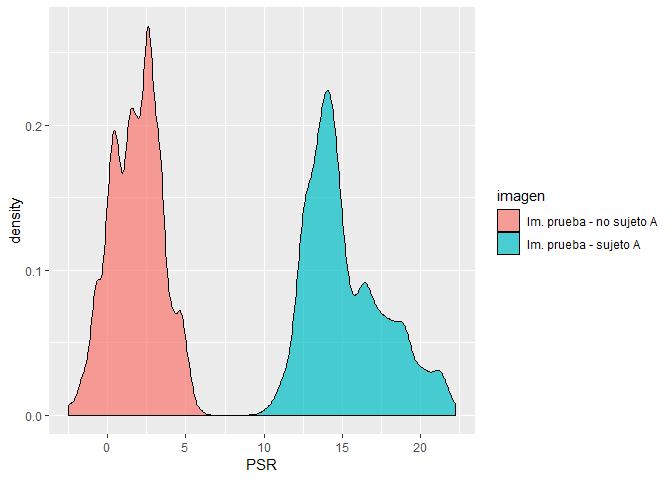 0.2
0.1
0.0
density
0
5
10
15
20
PSR
imagen
Im. prueba - no sujeto A
Im. prueba - sujeto A